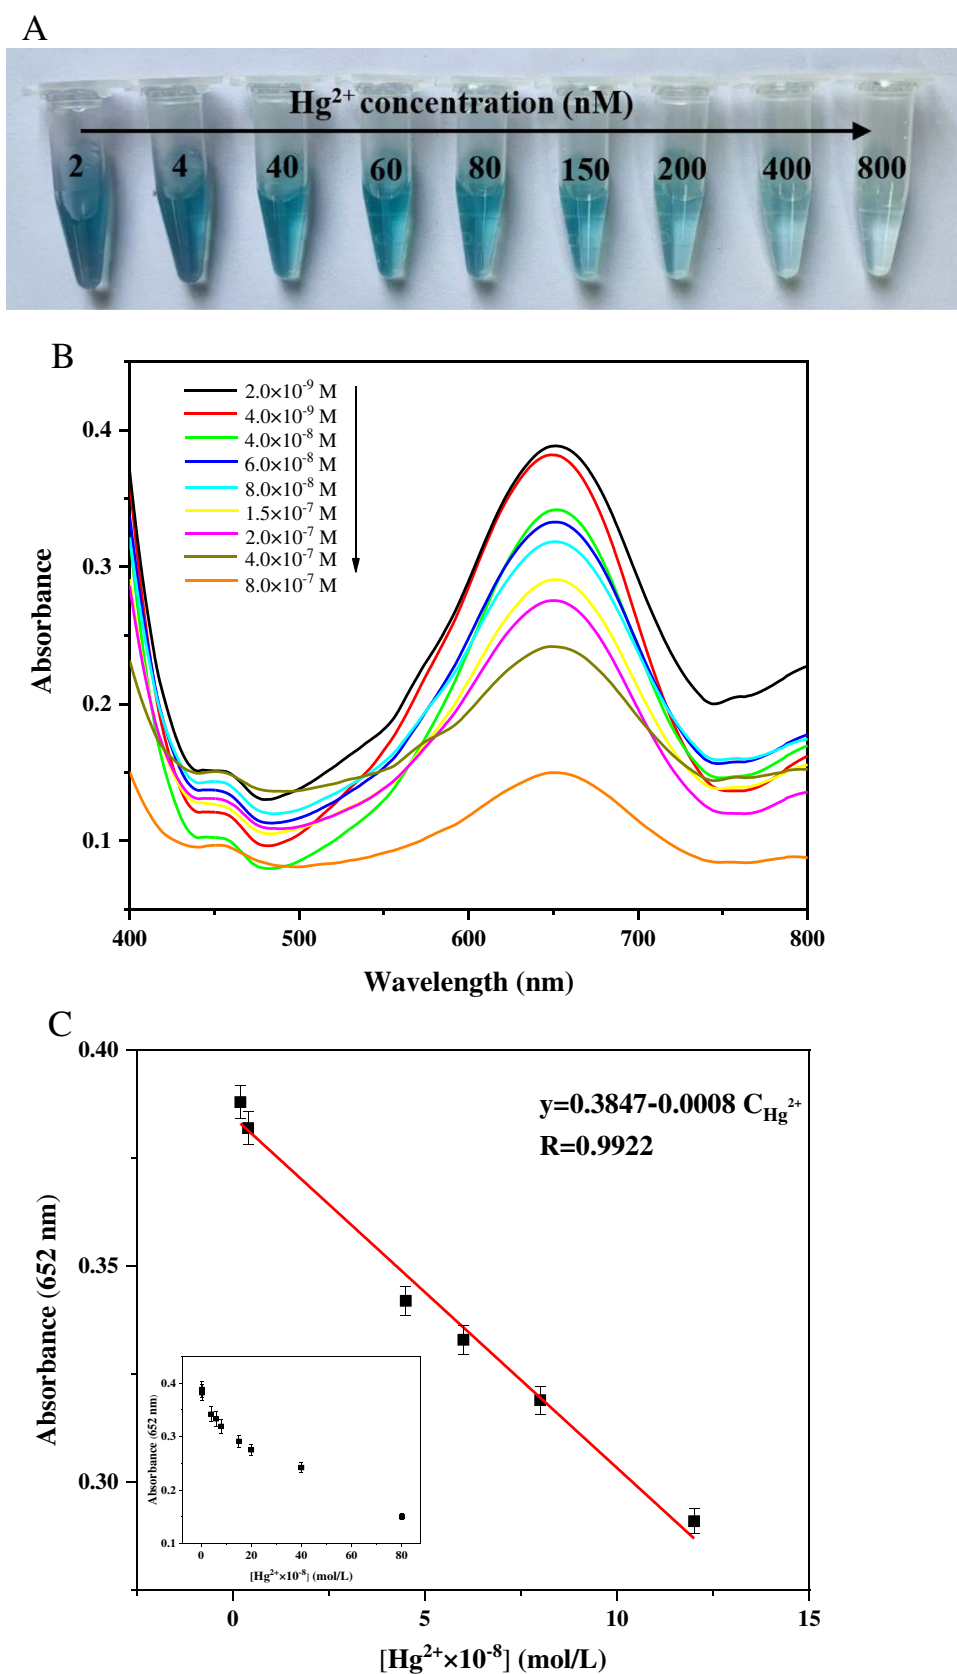 A
Hg²⁺ concentration (nM)
2 4 40 60 80 150 200 400 800
B
2.0×10⁻⁹ M
4.0×10⁻⁹ M
4.0×10⁻⁸ M
6.0×10⁻⁸ M
8.0×10⁻⁸ M
1.5×10⁻⁷ M
2.0×10⁻⁷ M
4.0×10⁻⁷ M
8.0×10⁻⁷ M
0.4
0.3
0.2
0.1
Absorbance
400 500 600 700 800
Wavelength (nm)
C
0.40
0.35
0.30
Absorbance (652 nm)
y=0.3847-0.0008 C_Hg²⁺
R=0.9922
0.4
0.3
0.2
0.1
Absorbance (652 nm)
0 20 40 60 80
[Hg²⁺×10⁻⁸] (mol/L)
0 5 10 15
[Hg²⁺×10⁻⁸] (mol/L)